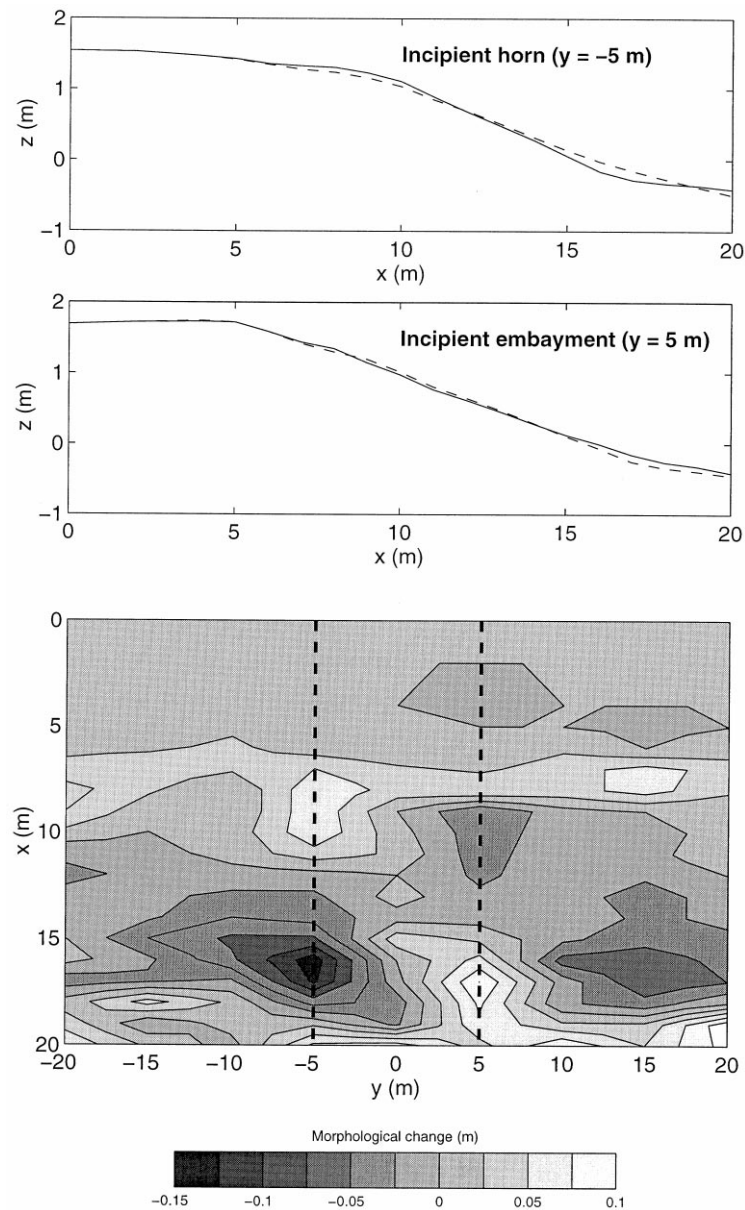 2
Incipient horn (y = −5 m)
1
z (m)
0
−1
0 5 10 15 20
x (m)
2
Incipient embayment (y = 5 m)
1
z (m)
0
−1
0 5 10 15 20
x (m)
0
5
x (m)
10
15
20
−20 −15 −10 −5 0 5 10 15 20
y (m)
Morphological change (m)
−0.15 −0.1 −0.05 0 0.05 0.1